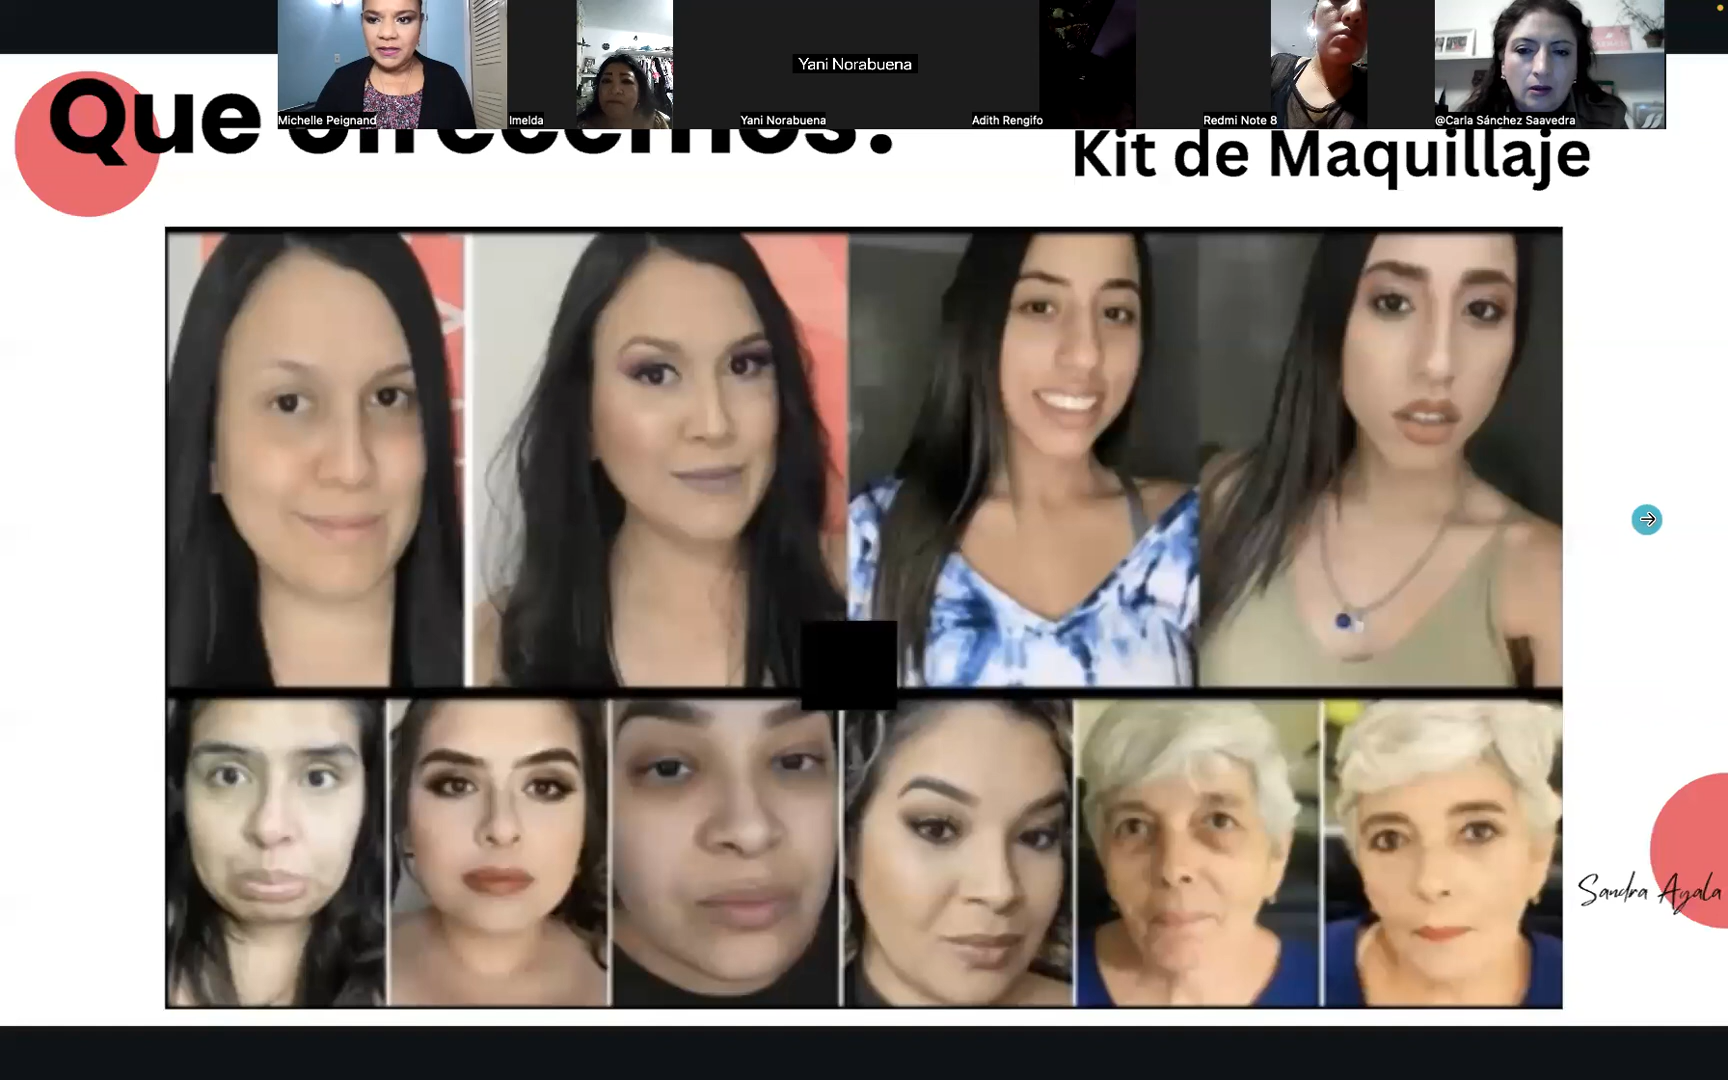 Yani Norabuena
Michelle Peignand
Imelda
Yani Norabuena
Adith Rengifo
Redmi Note 8
@Carla Sánchez Saavedra
Que ofrecemos?
Kit de Maquillaje
Sandra Ayala